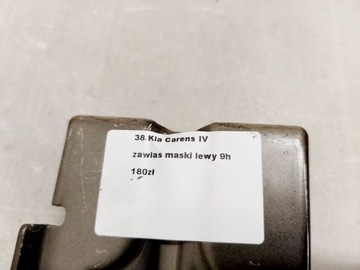 38.Kia Carens IV
zawias maski lewy 9h
180zł